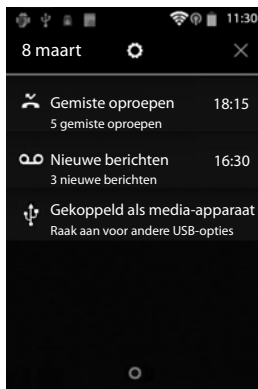 11:30
8 maart
Gemiste oproepen 18:15
5 gemiste oproepen
Nieuwe berichten 16:30
3 nieuwe berichten
Gekoppeld als media-apparaat
Raak aan voor andere USB-opties